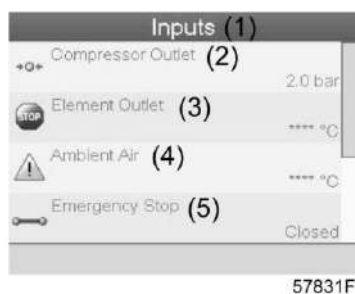 Inputs (1)
Compressor Outlet (2)
2.0 bar
STOP Element Outlet (3)
**** °C
Ambient Air (4)
**** °C
Emergency Stop (5)
Closed
57831F